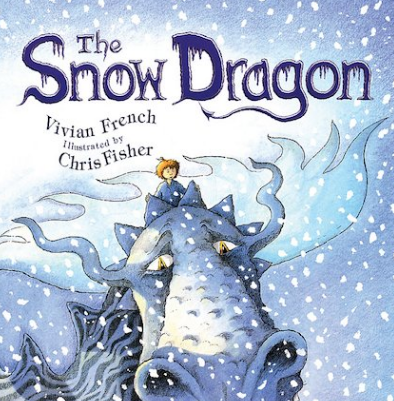 The
Snow Dragon
Vivian French
Illustrated by
Chris Fisher